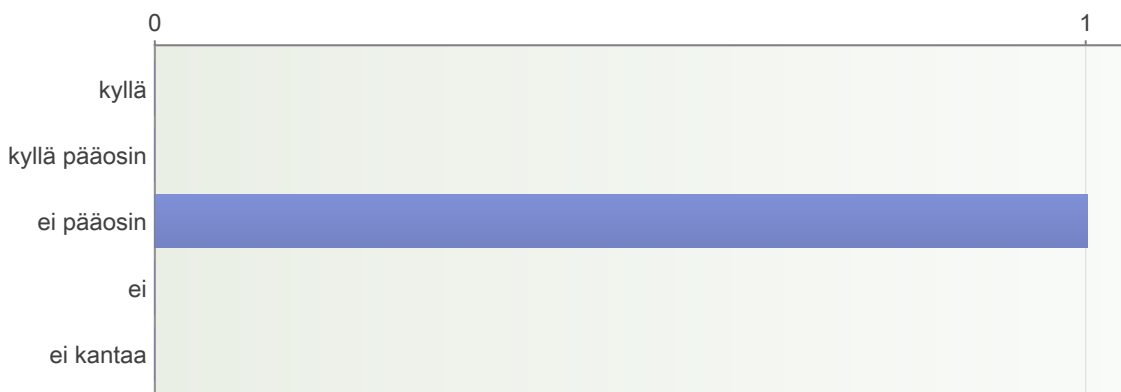 0 1
kyllä
kyllä pääosin
ei pääosin
ei
ei kantaa